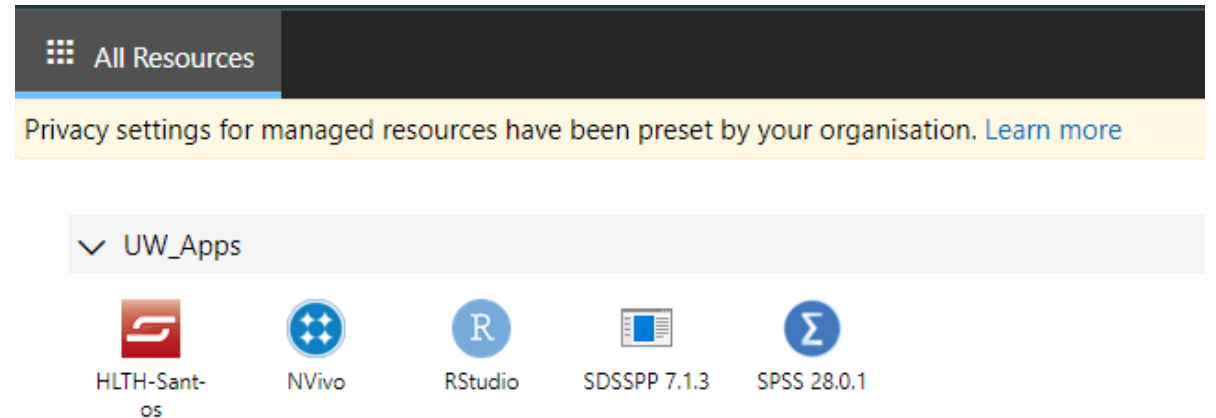 All Resources
Privacy settings for managed resources have been preset by your organisation. Learn more
UW_Apps
R
Σ
HLTH-Sant-
os
NVivo
RStudio
SDSSPP 7.1.3
SPSS 28.0.1